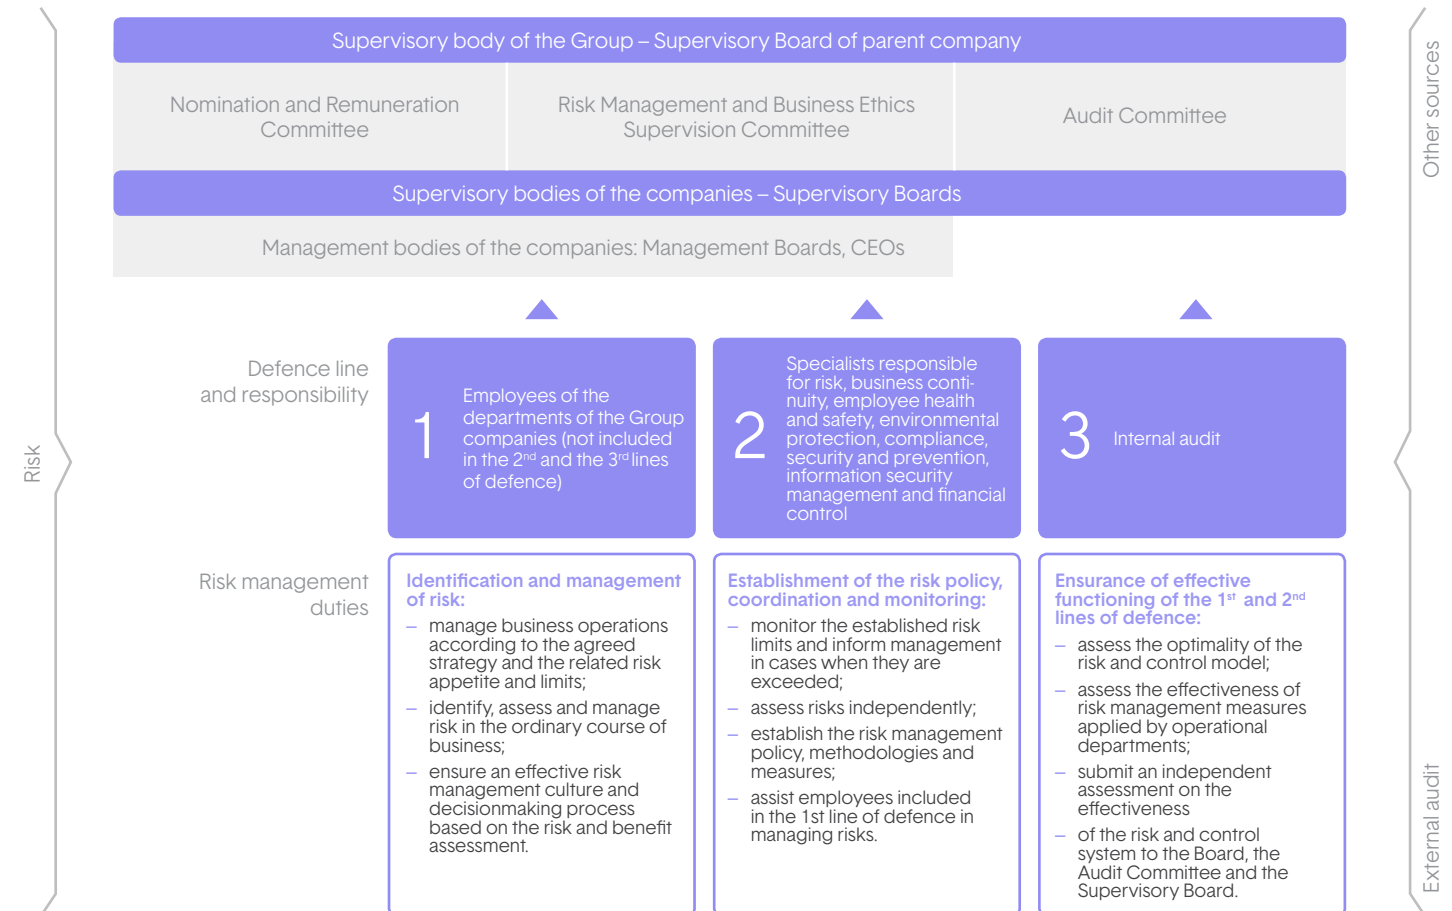 Supervisory body of the Group – Supervisory Board of parent company
Nomination and Remuneration
Committee
Risk Management and Business Ethics
Supervision Committee
Audit Committee
Supervisory bodies of the companies – Supervisory Boards
Management bodies of the companies: Management Boards, CEOs
Risk
Other sources
External audit
Defence line
and responsibility
1
Employees of the
departments of the Group
companies (not included
in the 2nd and the 3rd lines
of defence)
2
Specialists responsible
for risk, business conti-
nuity, employee health
and safety, environmental
protection, compliance,
security and prevention,
information security
management and financial
control
3
Internal audit
Risk management
duties
Identification and management
of risk:
– manage business operations
according to the agreed
strategy and the related risk
appetite and limits;
– identify, assess and manage
risk in the ordinary course of
business;
– ensure an effective risk
management culture and
decisionmaking process
based on the risk and benefit
assessment.
Establishment of the risk policy,
coordination and monitoring:
– monitor the established risk
limits and inform management
in cases when they are
exceeded;
– assess risks independently;
– establish the risk management
policy, methodologies and
measures;
– assist employees included
in the 1st line of defence in
managing risks.
Ensurance of effective
functioning of the 1st and 2nd
lines of defence:
– assess the optimality of the
risk and control model;
– assess the effectiveness of
risk management measures
applied by operational
departments;
– submit an independent
assessment on the
effectiveness
– of the risk and control
system to the Board, the
Audit Committee and the
Supervisory Board.